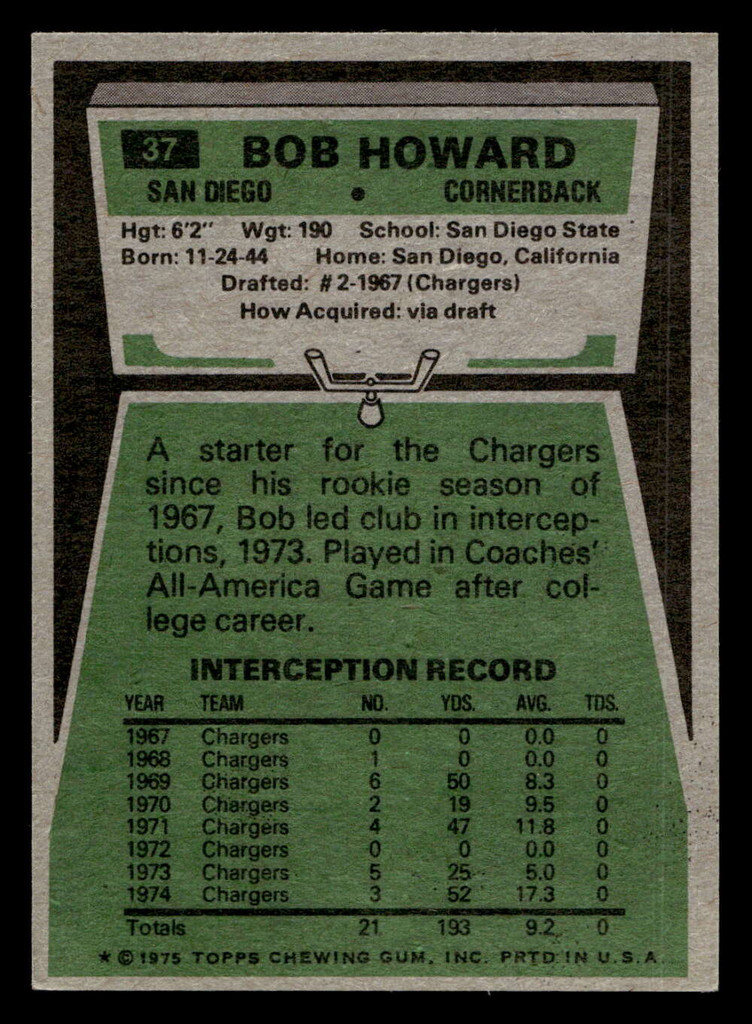 37 BOB HOWARD
SAN DIEGO • CORNERBACK
Hgt: 6'2" Wgt: 190 School: San Diego State
Born: 11-24-44 Home: San Diego, California
Drafted: #2-1967 (Chargers)
How Acquired: via draft
A starter for the Chargers
since his rookie season of
1967, Bob led club in intercep-
tions, 1973. Played in Coaches'
All-America Game after col-
lege career.
INTERCEPTION RECORD
YEAR TEAM NO. YDS. AVG. TDS.
1967 Chargers 0 0 0.0 0
1968 Chargers 1 0 0.0 0
1969 Chargers 6 50 8.3 0
1970 Chargers 2 19 9.5 0
1971 Chargers 4 47 11.8 0
1972 Chargers 0 0 0.0 0
1973 Chargers 5 25 5.0 0
1974 Chargers 3 52 17.3 0
Totals 21 193 9.2 0
★ © 1975 TOPPS CHEWING GUM, INC. PRTD IN U.S.A.